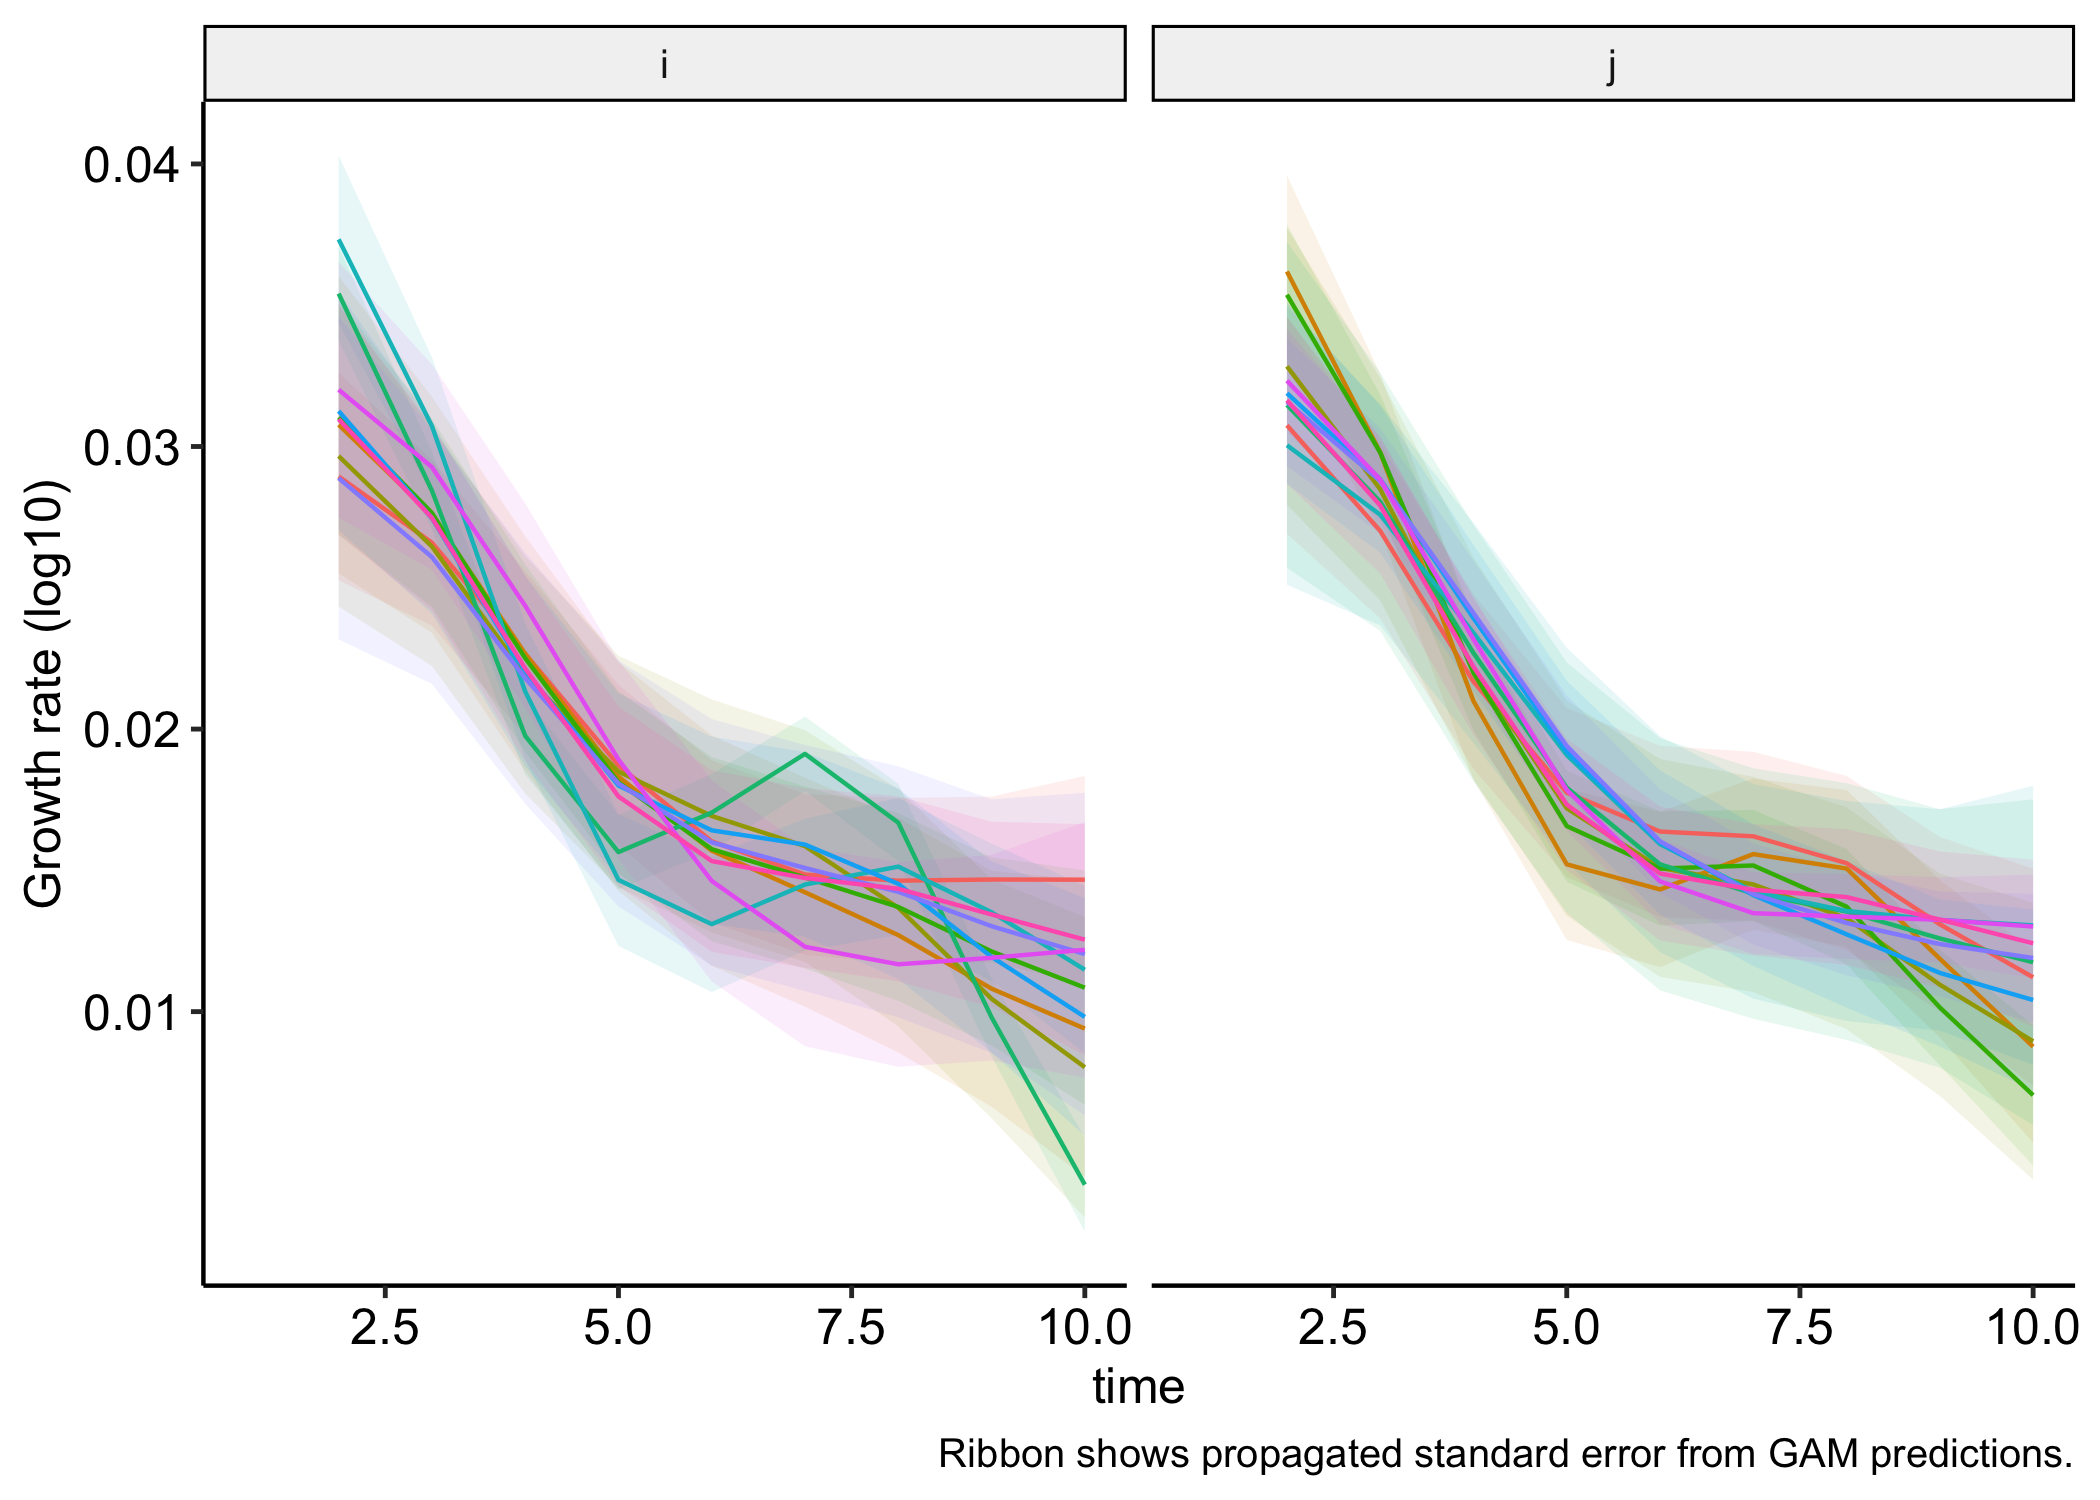 i
j
0.04
0.03
0.02
0.01
Growth rate (log10)
2.5 5.0 7.5 10.0
2.5 5.0 7.5 10.0
time
Ribbon shows propagated standard error from GAM predictions.